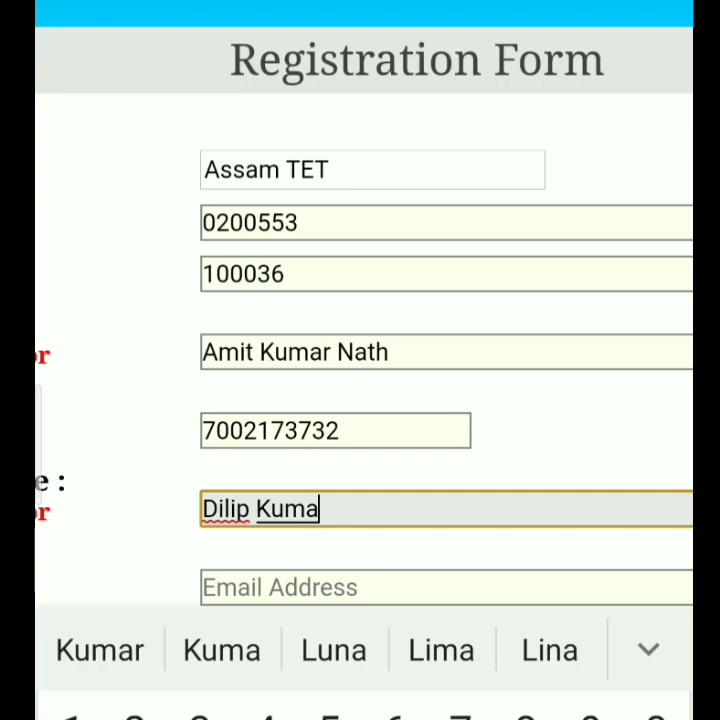 Registration Form
Assam TET
0200553
100036
or
Amit Kumar Nath
7002173732
e :
or
Dilip Kuma
Email Address
Kumar Kuma Luna Lima Lina